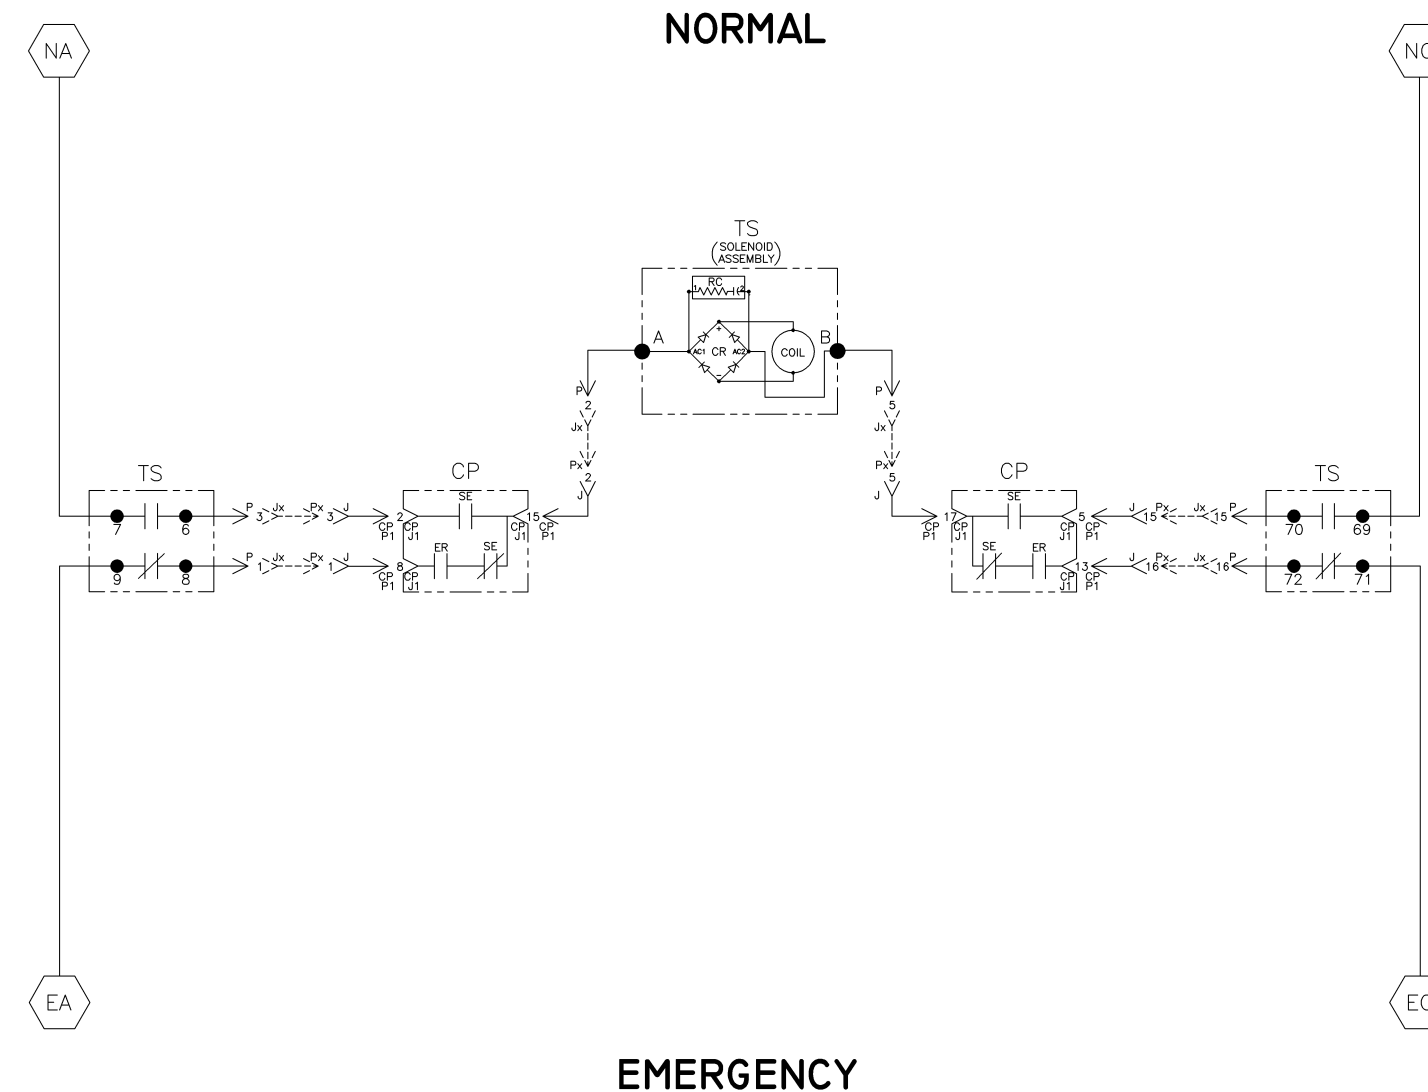 NORMAL
NA
TS
(SOLENOID
ASSEMBLY)
RC
1 2
A
B
+
AC1 CR AC2
COIL
-
P
2
Jx
Px
2
J
P
5
Jx
Px
5
J
TS
7 6
9 8
P 3 Jx Px 3 J
P 1 Jx Px 1 J
CP
SE
2
CP CP
P1 J1
15
CP CP
J1 P1
ER SE
8
CP CP
P1 J1
CP
SE
17
CP CP
P1 J1
5
CP CP
J1 P1
SE ER
13
CP CP
J1 P1
J 15 Px Jx 15 P
J 16 Px Jx 16 P
TS
70 69
72 71
EA
EMERGENCY